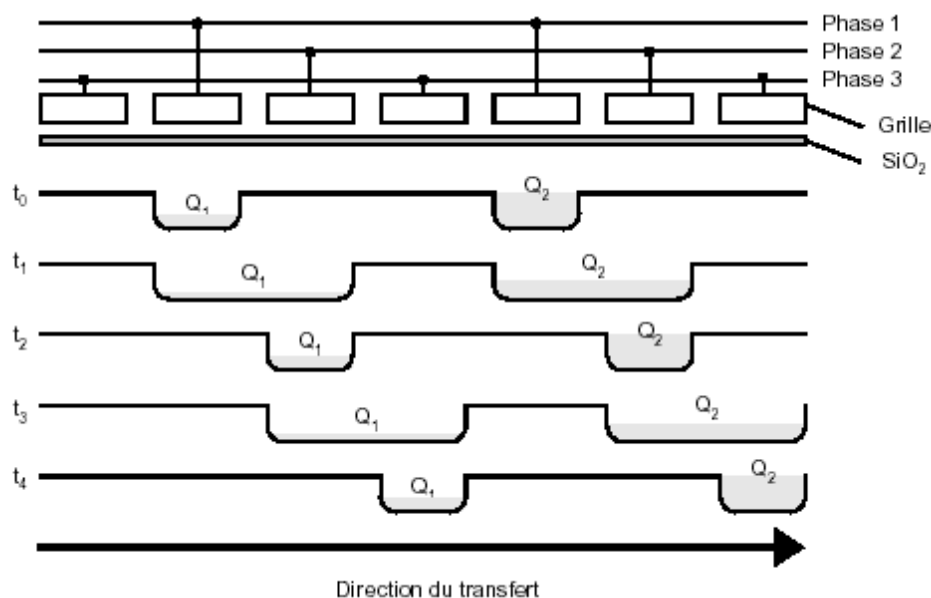 Phase 1
Phase 2
Phase 3
Grille
SiO₂
t₀ Q₁ Q₂
t₁ Q₁ Q₂
t₂ Q₁ Q₂
t₃ Q₁ Q₂
t₄ Q₁ Q₂
Direction du transfert